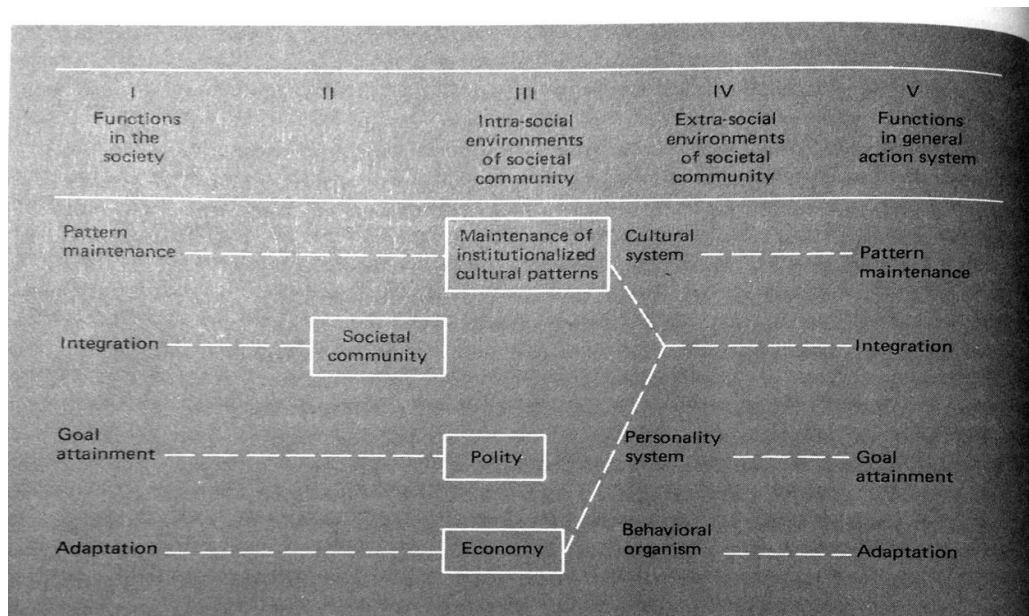 I
II
III
IV
V
Functions
in the
society
Intra-social
environments
of societal
community
Extra-social
environments
of societal
community
Functions
in general
action system
Pattern
maintenance
Maintenance of
institutionalized
cultural patterns
Cultural
system
Pattern
maintenance
Integration
Societal
community
Integration
Goal
attainment
Polity
Personality
system
Goal
attainment
Adaptation
Economy
Behavioral
organism
Adaptation